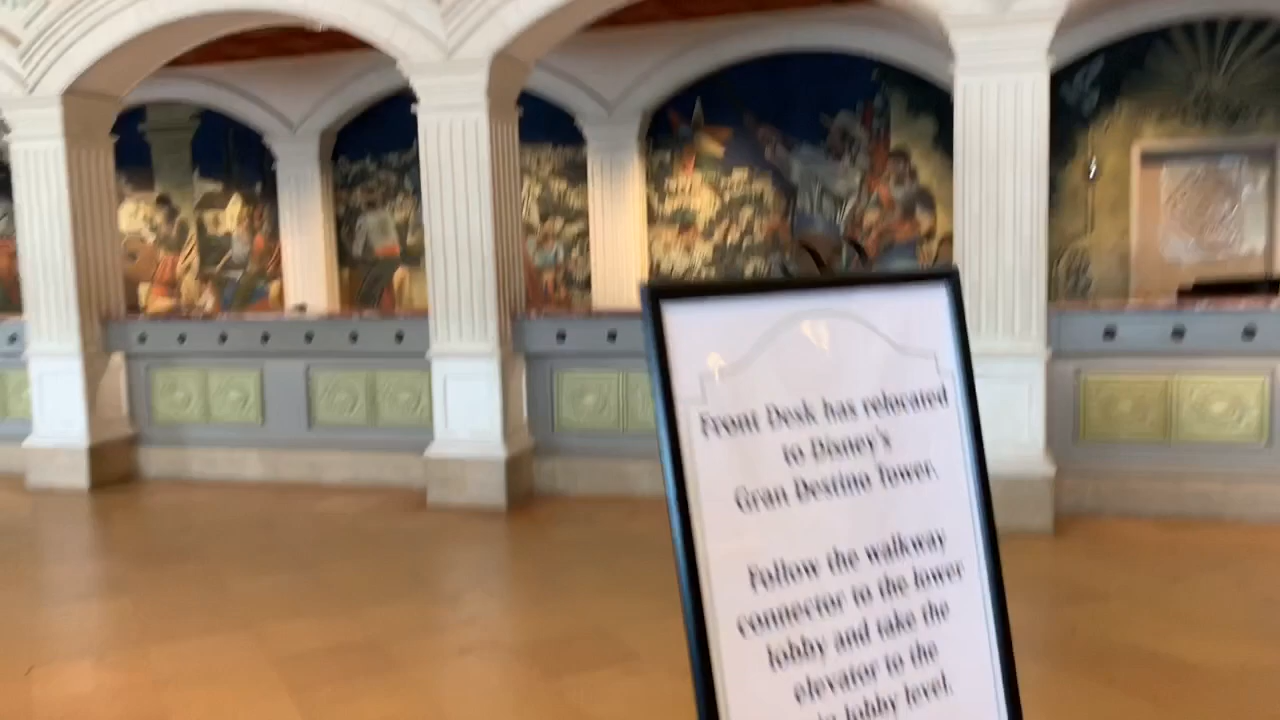 Front Desk has relocated
to Disney's
Gran Destino Tower.
Follow the walkway
connector to the lower
lobby and take the
elevator to the
lobby level.